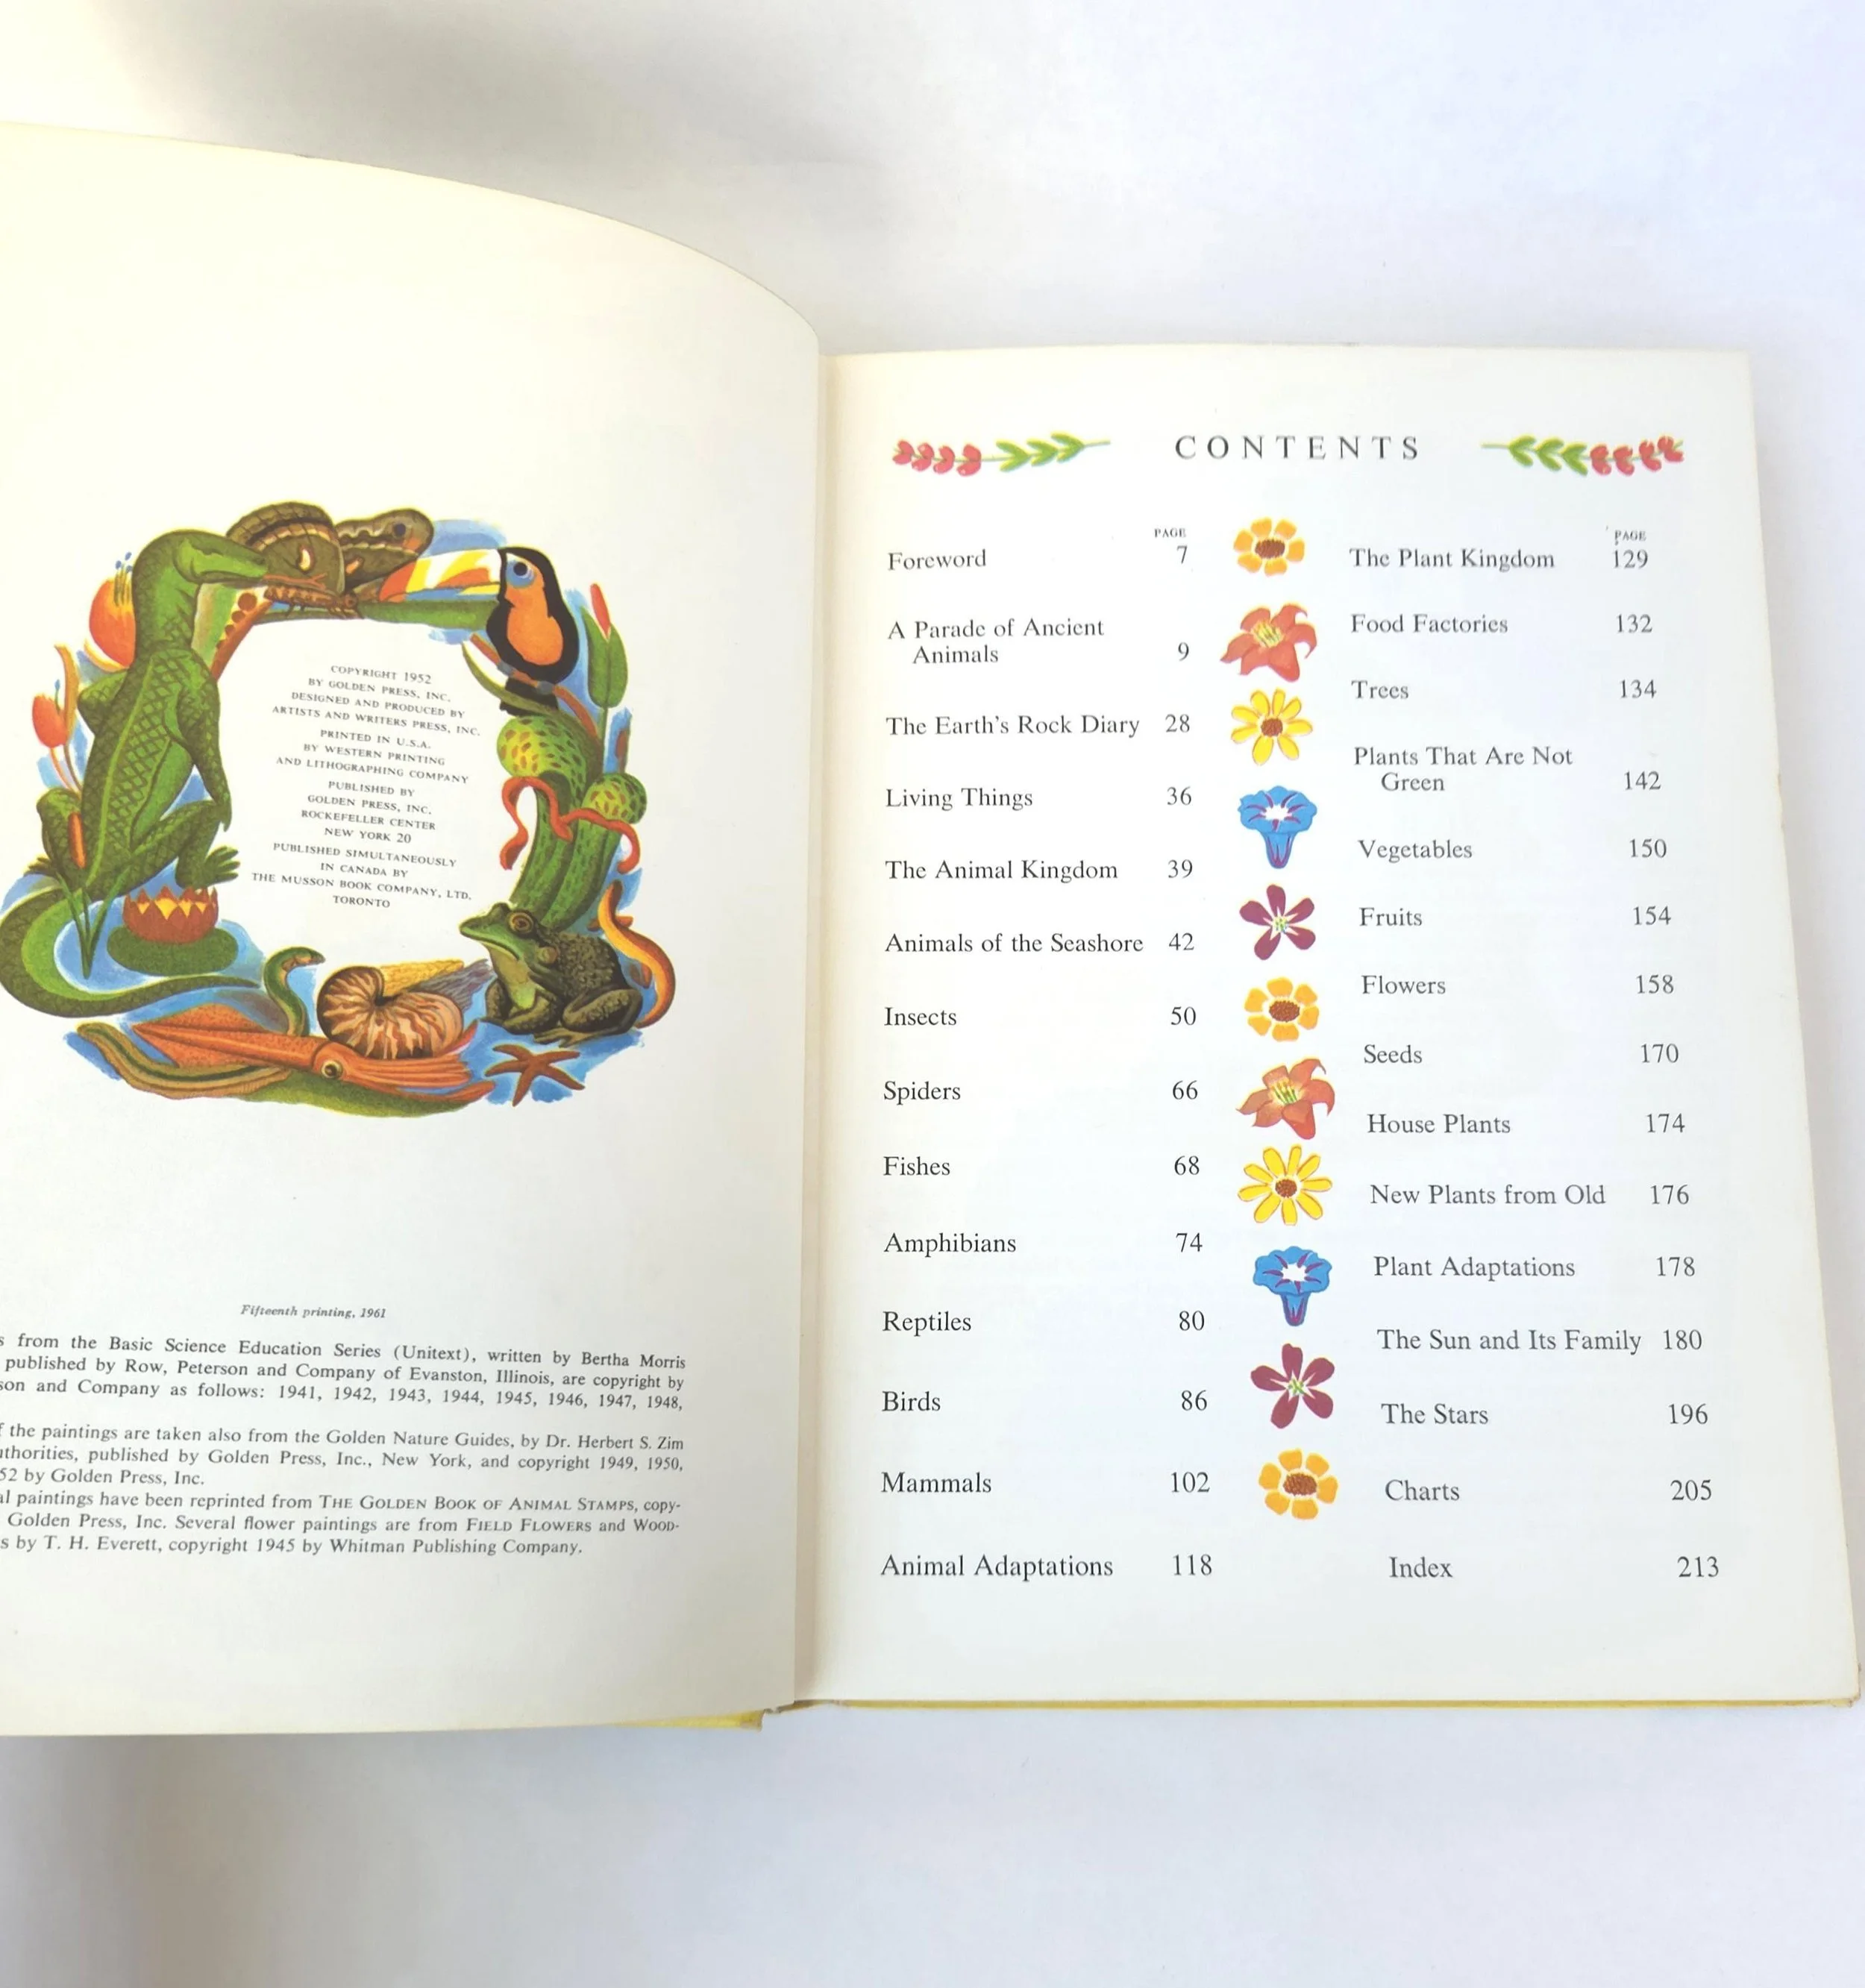 COPYRIGHT 1952
BY GOLDEN PRESS, INC.
DESIGNED AND PRODUCED BY
ARTISTS AND WRITERS PRESS, INC.
PRINTED IN U.S.A.
BY WESTERN PRINTING
AND LITHOGRAPHING COMPANY
PUBLISHED BY
GOLDEN PRESS, INC.
ROCKEFELLER CENTER
NEW YORK 20
PUBLISHED SIMULTANEOUSLY
IN CANADA BY
THE MUSSON BOOK COMPANY, LTD.
TORONTO
Fifteenth printing, 1961
from the Basic Science Education Series (Unitext), written by Bertha Morris
published by Row, Peterson and Company of Evanston, Illinois, are copyright by
son and Company as follows: 1941, 1942, 1943, 1944, 1945, 1946, 1947, 1948,
the paintings are taken also from the Golden Nature Guides, by Dr. Herbert S. Zim
uthorities, published by Golden Press, Inc., New York, and copyright 1949, 1950,
52 by Golden Press, Inc.
al paintings have been reprinted from THE GOLDEN BOOK OF ANIMAL STAMPS, copy-
Golden Press, Inc. Several flower paintings are from FIELD FLOWERS and WOOD-
s by T. H. Everett, copyright 1945 by Whitman Publishing Company.
CONTENTS
PAGE
Foreword 7
A Parade of Ancient
Animals 9
The Earth's Rock Diary 28
Living Things 36
The Animal Kingdom 39
Animals of the Seashore 42
Insects 50
Spiders 66
Fishes 68
Amphibians 74
Reptiles 80
Birds 86
Mammals 102
Animal Adaptations 118
PAGE
The Plant Kingdom 129
Food Factories 132
Trees 134
Plants That Are Not
Green 142
Vegetables 150
Fruits 154
Flowers 158
Seeds 170
House Plants 174
New Plants from Old 176
Plant Adaptations 178
The Sun and Its Family 180
The Stars 196
Charts 205
Index 213